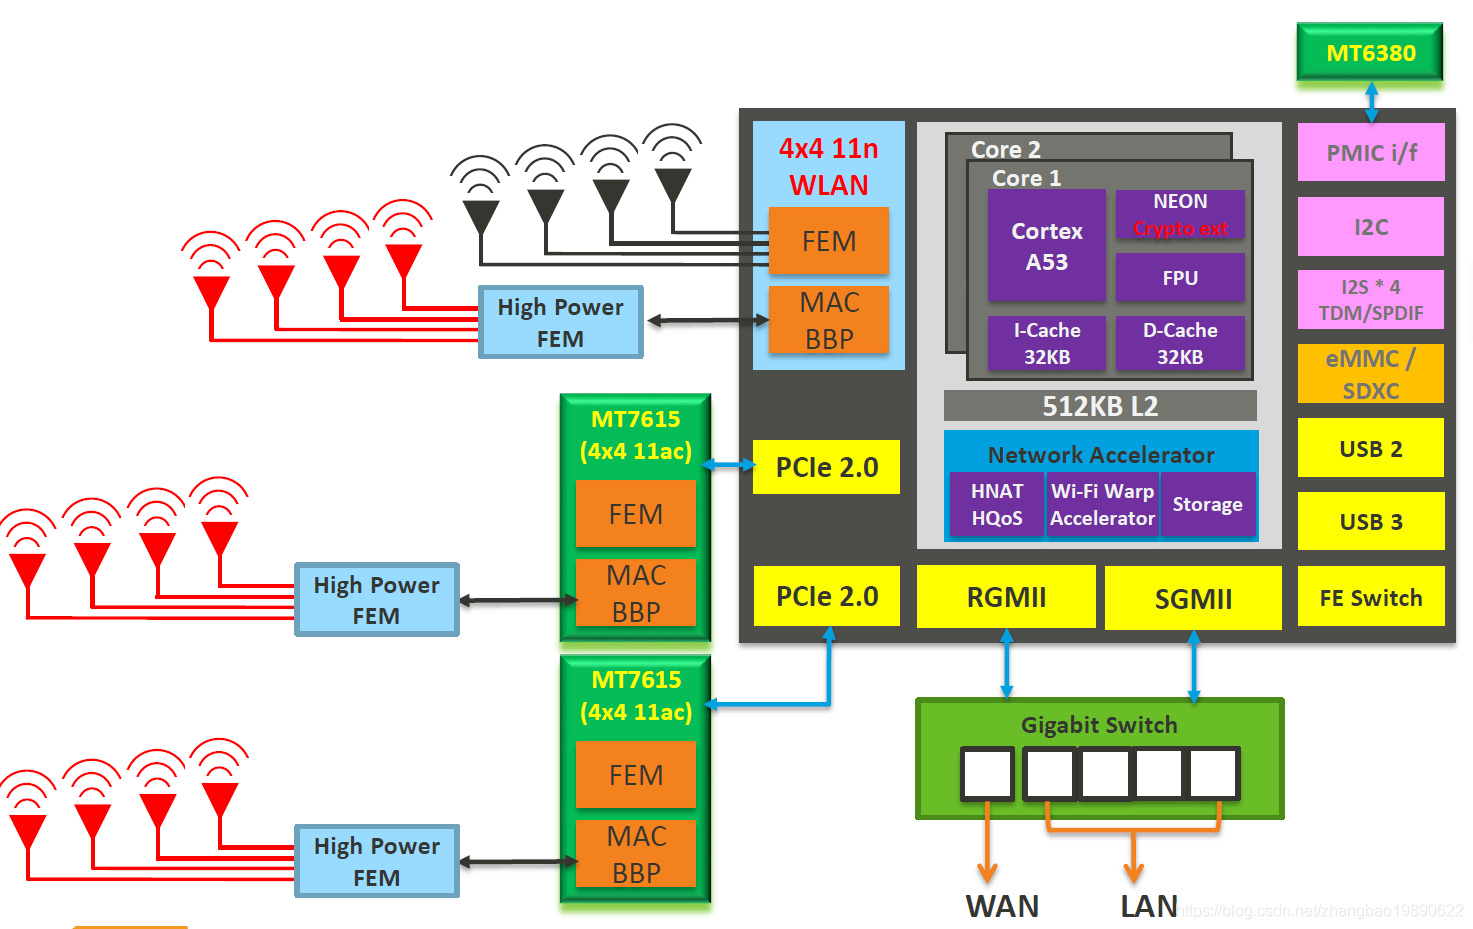 MT6380
4x4 11n
WLAN
FEM
MAC
BBP
High Power
FEM
Core 2
Core 1
Cortex
A53
NEON
Crypto ext
FPU
I-Cache
32KB
D-Cache
32KB
512KB L2
Network Accelerator
HNAT
HQoS
Wi-Fi Warp
Accelerator
Storage
PMIC i/f
I2C
I2S * 4
TDM/SPDIF
eMMC /
SDXC
USB 2
USB 3
FE Switch
MT7615
(4x4 11ac)
FEM
MAC
BBP
High Power
FEM
PCIe 2.0
PCIe 2.0
RGMII
SGMII
MT7615
(4x4 11ac)
FEM
MAC
BBP
High Power
FEM
Gigabit Switch
WAN
LAN
https://blog.csdn.net/zhangbao19890622